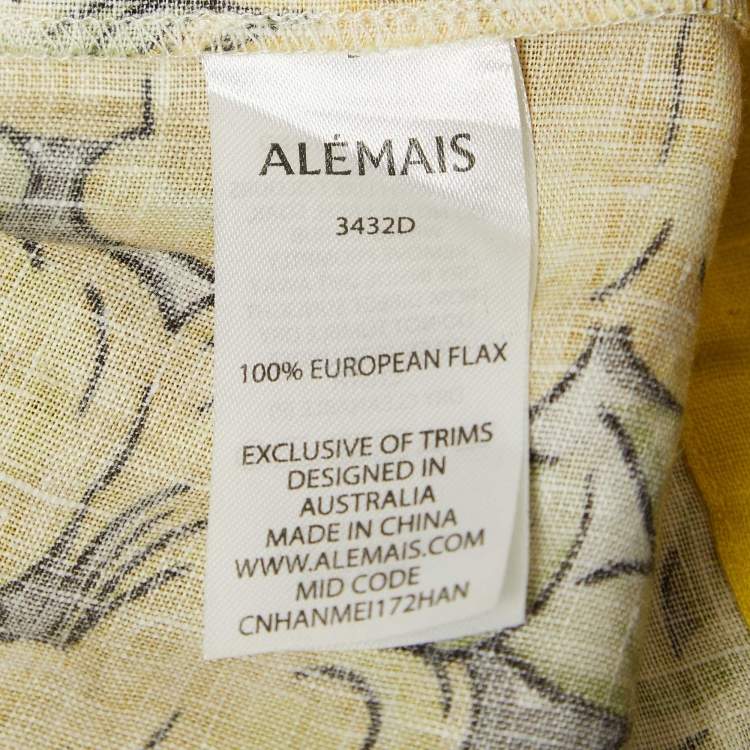 ALÉMAIS
3432D
100% EUROPEAN FLAX
EXCLUSIVE OF TRIMS
DESIGNED IN
AUSTRALIA
MADE IN CHINA
WWW.ALEMAIS.COM
MID CODE
CNHANMEI172HAN